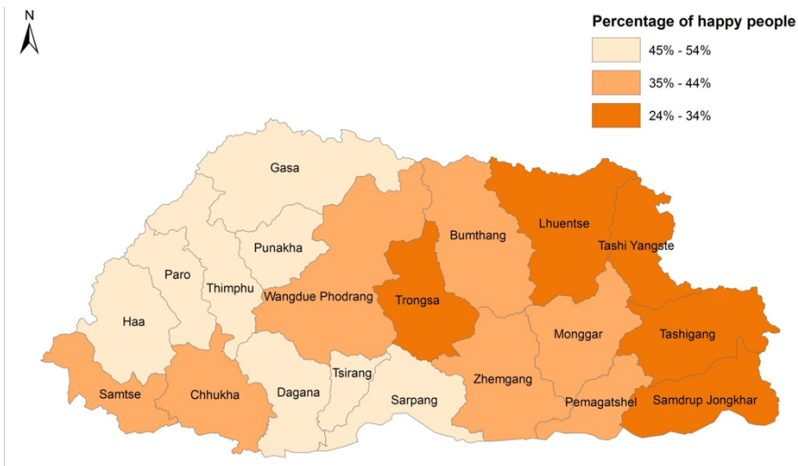 N
Percentage of happy people
45% - 54%
35% - 44%
24% - 34%
Gasa
Lhuentse
Bumthang
Tashi Yangste
Punakha
Paro
Thimphu
Wangdue Phodrang
Trongsa
Haa
Monggar
Tashigang
Tsirang
Zhemgang
Samtse
Chhukha
Dagana
Sarpang
Pemagatshel
Samdrup Jongkhar